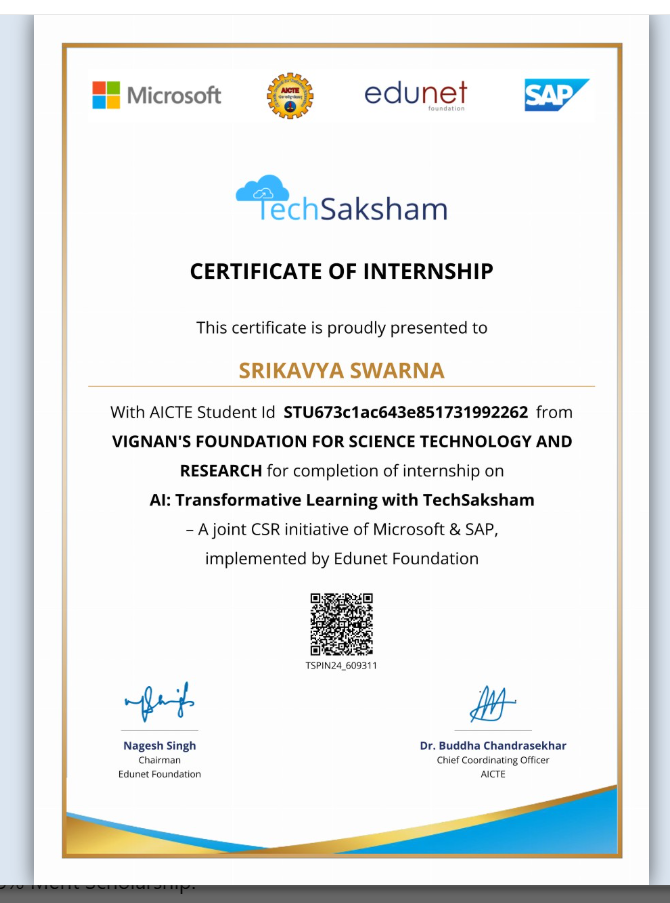 Microsoft
AICTE
edunet
foundation
SAP
TechSaksham
CERTIFICATE OF INTERNSHIP
This certificate is proudly presented to
SRIKAVYA SWARNA
With AICTE Student Id STU673c1ac643e851731992262 from
VIGNAN'S FOUNDATION FOR SCIENCE TECHNOLOGY AND
RESEARCH for completion of internship on
AI: Transformative Learning with TechSaksham
– A joint CSR initiative of Microsoft & SAP,
implemented by Edunet Foundation
TSPIN24_609311
Nagesh Singh
Chairman
Edunet Foundation
Dr. Buddha Chandrasekhar
Chief Coordinating Officer
AICTE
Merit Scholarship.